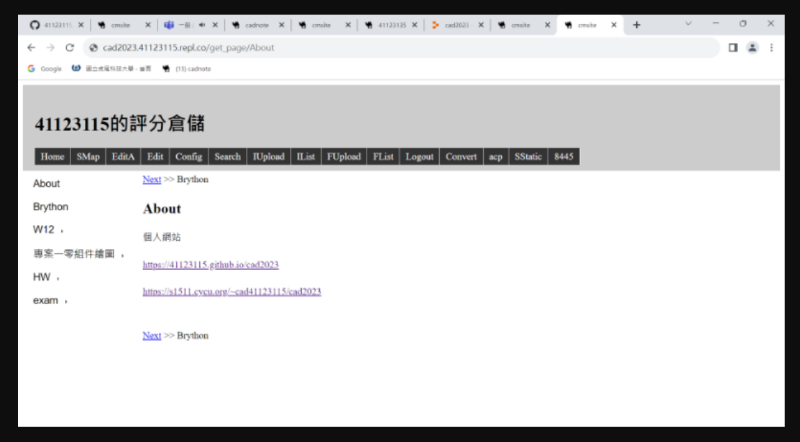 41123115 cmsite 一般 cadnote cmsite 41123135 cad2023 cmsite cmsite
cad2023.41123115.repl.co/get_page/About
Google 國立虎尾科技大學 - 首頁 (15) cadnote
41123115的評分倉儲
Home SMap EditA Edit Config Search IUpload IList FUpload FList Logout Convert acp SStatic 8445
About
Brython
W12
專案一零組件繪圖
HW
exam
Next >> Brython
About
個人網站
https://41123115.github.io/cad2023
https://s1511.cycu.org/~cad41123115/cad2023
Next >> Brython